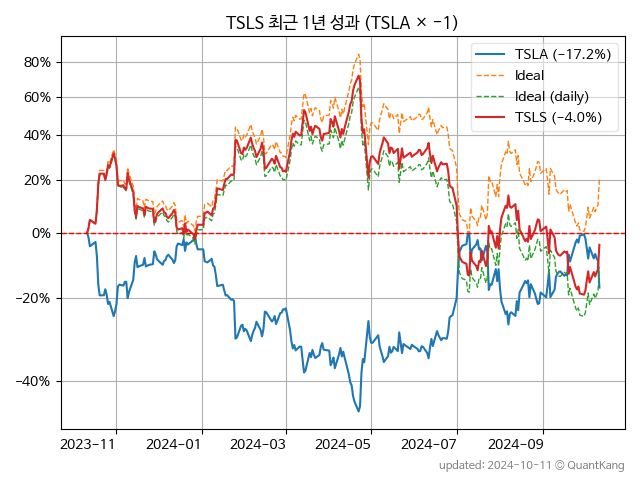 TSLS 최근 1년 성과 (TSLA × −1)
80%
60%
40%
20%
0%
−20%
−40%
TSLA (−17.2%)
Ideal
Ideal (daily)
TSLS (−4.0%)
2023-11
2024-01
2024-03
2024-05
2024-07
2024-09
updated: 2024-10-11 © QuantKang